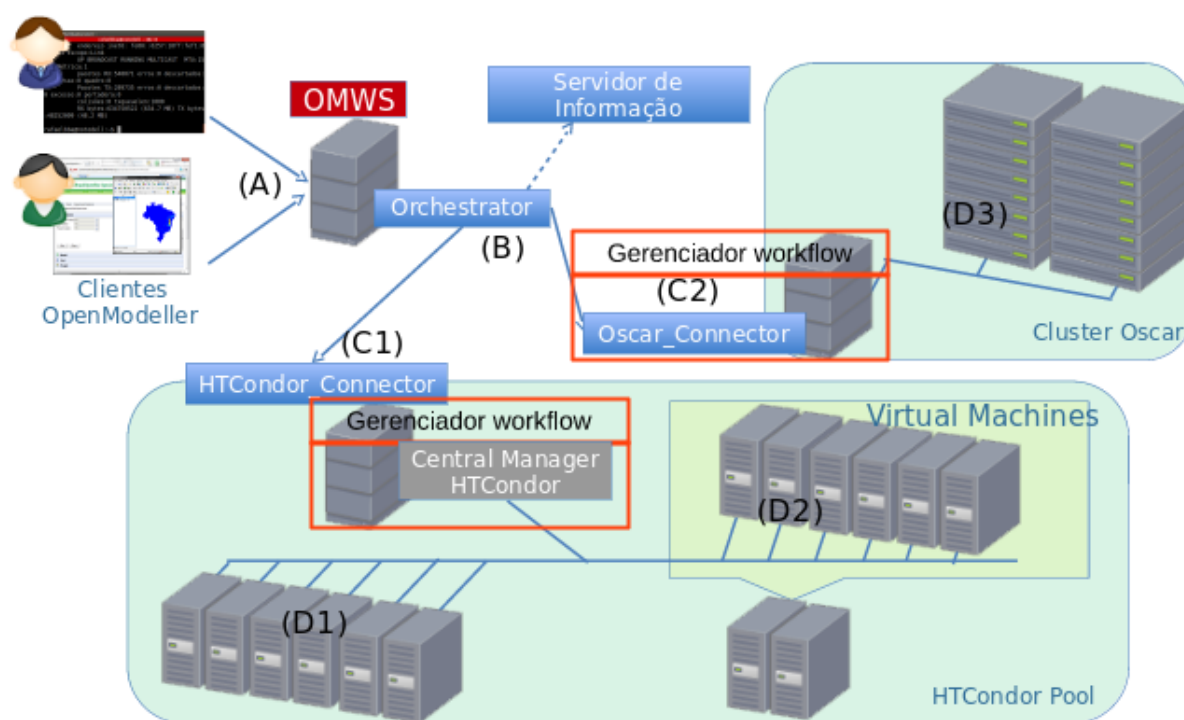 OMWS
Servidor de
Informação
(A)
Orchestrator
(B)
(D3)
Gerenciador workflow
(C2)
Oscar_Connector
Cluster Oscar
Clientes
OpenModeller
(C1)
HTCondor_Connector
Gerenciador workflow
Central Manager
HTCondor
Virtual Machines
(D2)
(D1)
HTCondor Pool